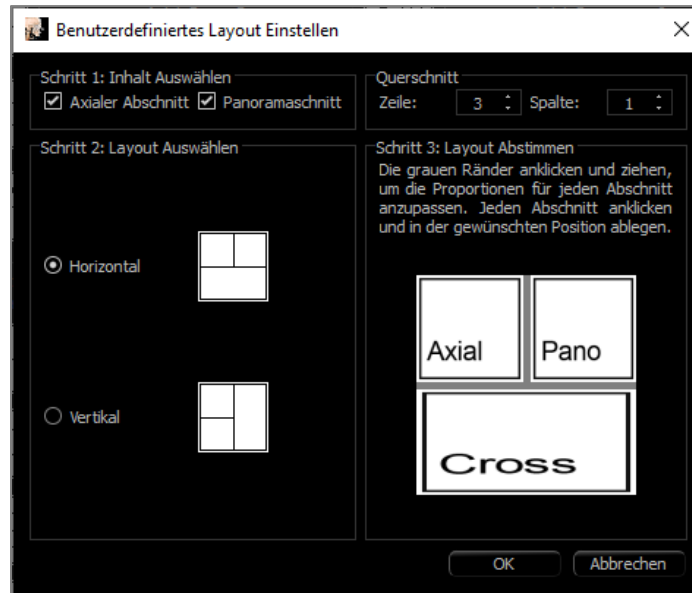 Benutzerdefiniertes Layout Einstellen
Schritt 1: Inhalt Auswählen
Axialer Abschnitt Panoramaschnitt
Querschnitt
Zeile: 3 Spalte: 1
Schritt 2: Layout Auswählen
Horizontal
Vertikal
Schritt 3: Layout Abstimmen
Die grauen Ränder anklicken und ziehen,
um die Proportionen für jeden Abschnitt
anzupassen. Jeden Abschnitt anklicken
und in der gewünschten Position ablegen.
Axial Pano
Cross
OK Abbrechen